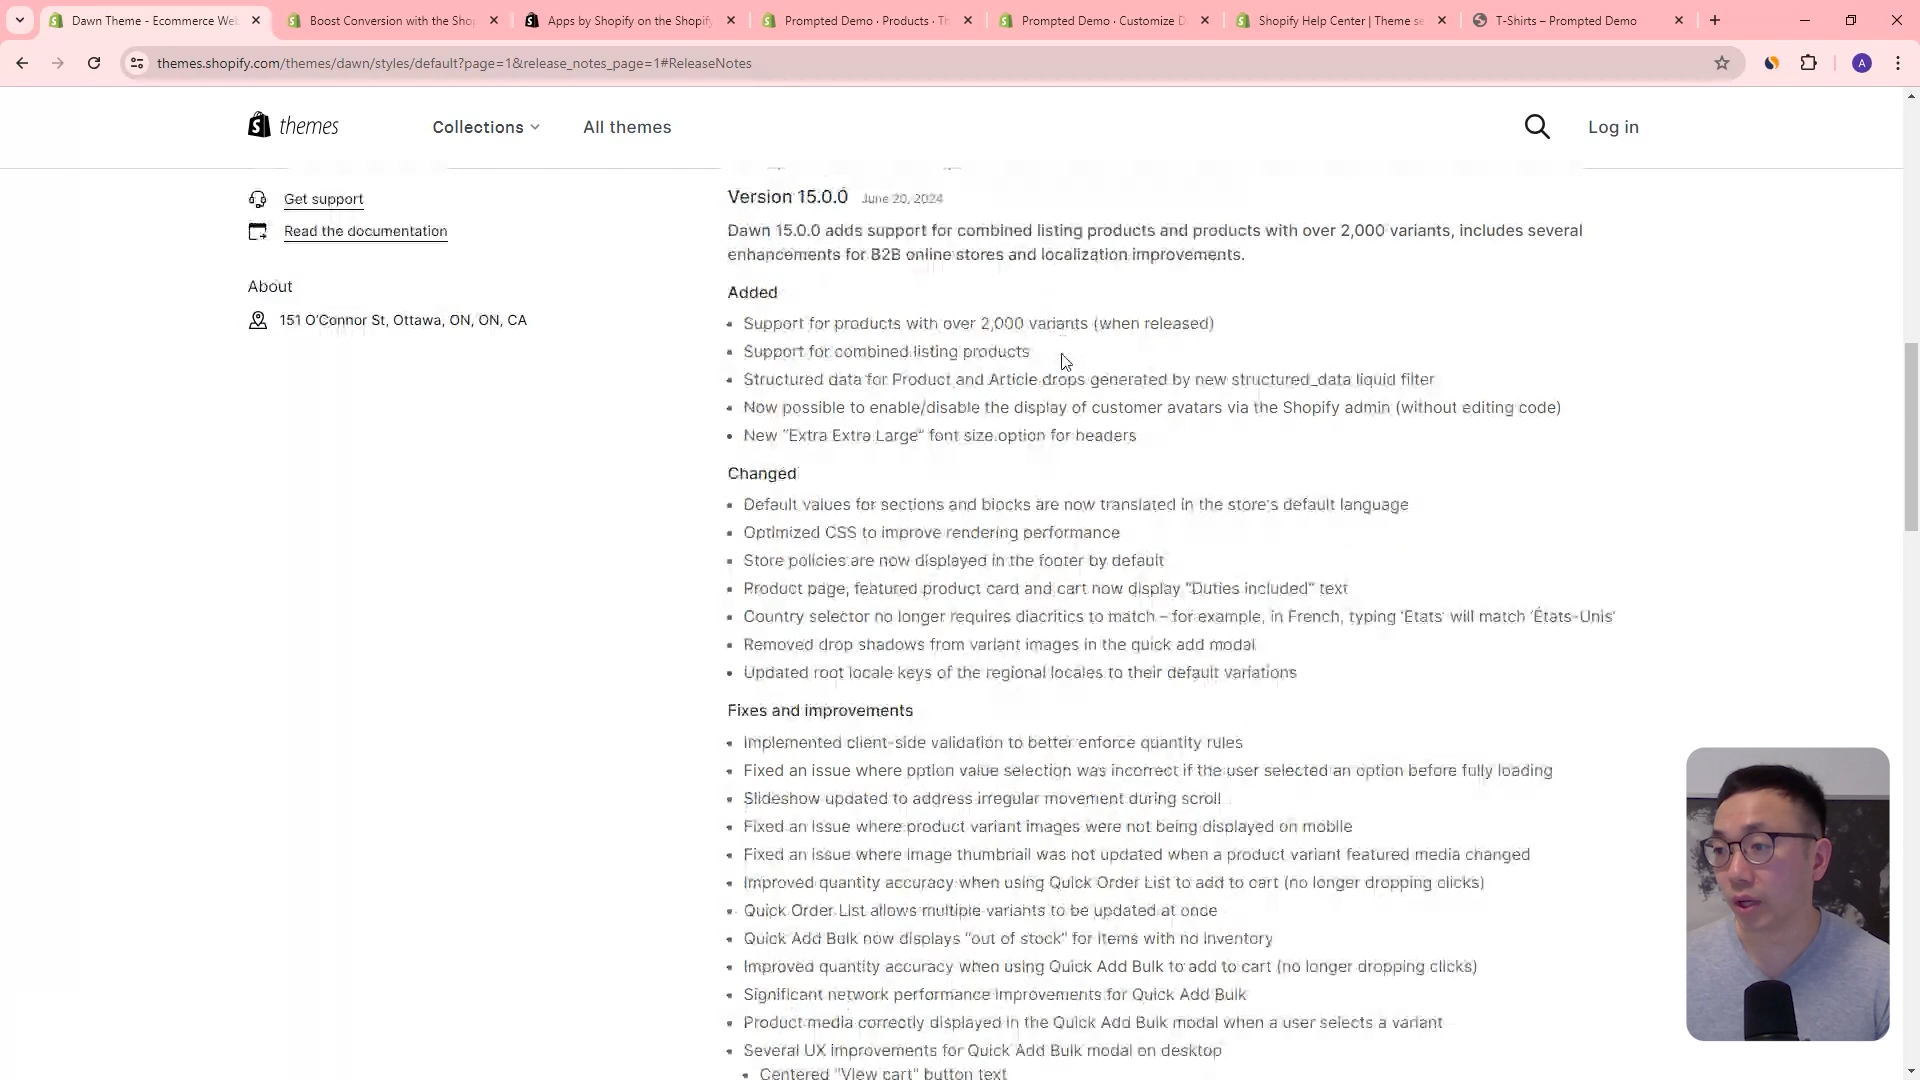 Dawn Theme - Ecommerce Web
Boost Conversion with the Shop
Apps by Shopify on the Shopify
Prompted Demo · Products · Th
Prompted Demo · Customize D
Shopify Help Center | Theme se
T-Shirts – Prompted Demo
themes.shopify.com/themes/dawn/styles/default?page=1&release_notes_page=1#ReleaseNotes
A
themes
Collections
All themes
Log in
Get support
Read the documentation
About
151 O'Connor St, Ottawa, ON, ON, CA
Version 15.0.0 June 20, 2024
Dawn 15.0.0 adds support for combined listing products and products with over 2,000 variants, includes several
enhancements for B2B online stores and localization improvements.
Added
Support for products with over 2,000 variants (when released)
Support for combined listing products
Structured data for Product and Article drops generated by new structured_data liquid filter
Now possible to enable/disable the display of customer avatars via the Shopify admin (without editing code)
New "Extra Extra Large" font size option for headers
Changed
Default values for sections and blocks are now translated in the store's default language
Optimized CSS to improve rendering performance
Store policies are now displayed in the footer by default
Product page, featured product card and cart now display "Duties included" text
Country selector no longer requires diacritics to match – for example, in French, typing 'Etats' will match 'États-Unis'
Removed drop shadows from variant images in the quick add modal
Updated root locale keys of the regional locales to their default variations
Fixes and improvements
Implemented client-side validation to better enforce quantity rules
Fixed an issue where option value selection was incorrect if the user selected an option before fully loading
Slideshow updated to address irregular movement during scroll
Fixed an issue where product variant images were not being displayed on mobile
Fixed an issue where image thumbnail was not updated when a product variant featured media changed
Improved quantity accuracy when using Quick Order List to add to cart (no longer dropping clicks)
Quick Order List allows multiple variants to be updated at once
Quick Add Bulk now displays "out of stock" for items with no inventory
Improved quantity accuracy when using Quick Add Bulk to add to cart (no longer dropping clicks)
Significant network performance improvements for Quick Add Bulk
Product media correctly displayed in the Quick Add Bulk modal when a user selects a variant
Several UX improvements for Quick Add Bulk modal on desktop
Centered "View cart" button text